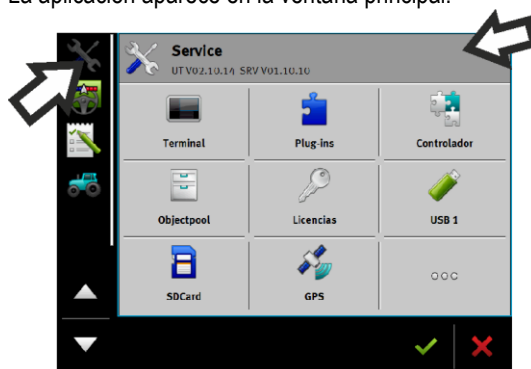 La aplicación aparece en la ventana principal.
Service
UT V02.10.14 SRV V01.10.10
Terminal
Plug-ins
Controlador
Objectpool
Licencias
USB 1
SDCard
GPS